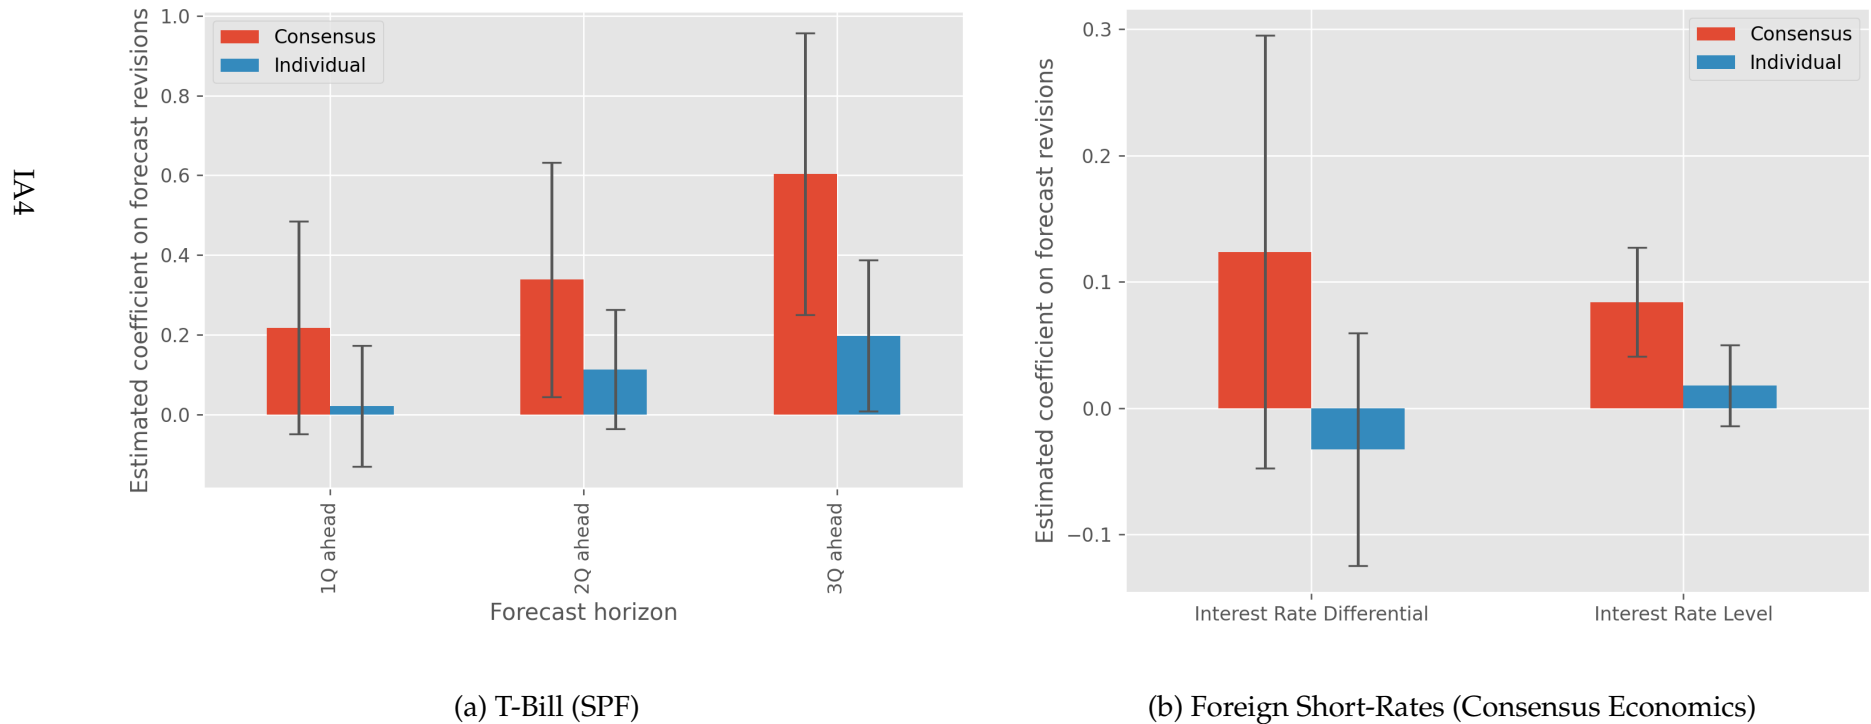 IA4
Estimated coefficient on forecast revisions
1.0
0.8
0.6
0.4
0.2
0.0
Consensus
Individual
1Q ahead
2Q ahead
3Q ahead
Forecast horizon
(a) T-Bill (SPF)
Estimated coefficient on forecast revisions
0.3
0.2
0.1
0.0
−0.1
Consensus
Individual
Interest Rate Differential
Interest Rate Level
(b) Foreign Short-Rates (Consensus Economics)